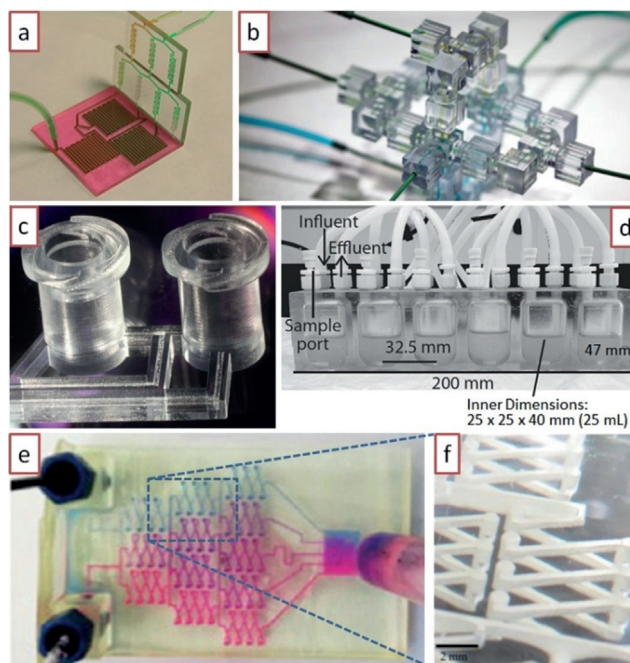 a
b
c
d
Influent
Effluent
Sample
port
32.5 mm
47 mm
200 mm
Inner Dimensions:
25 x 25 x 40 mm (25 mL)
e
f
2 mm